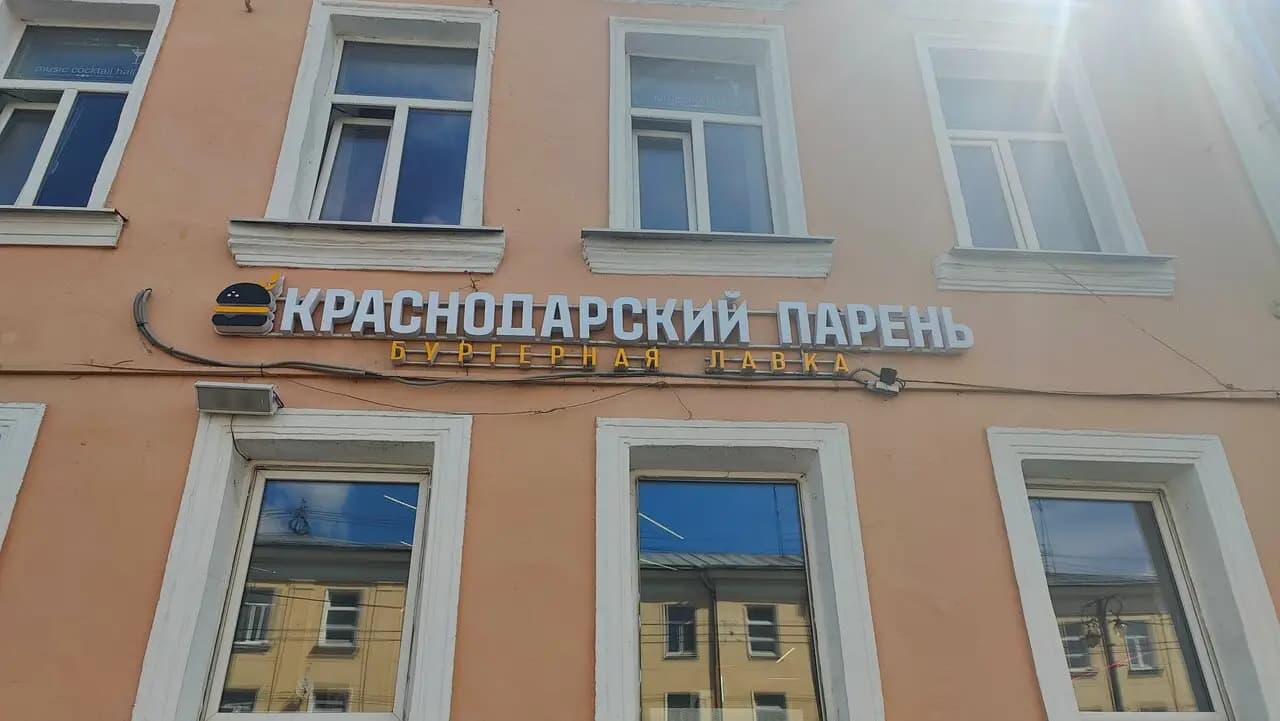 music cocktail hall
КРАСНОДАРСКИЙ ПАРЕНЬ
БУРГЕРНАЯ ЛАВКА